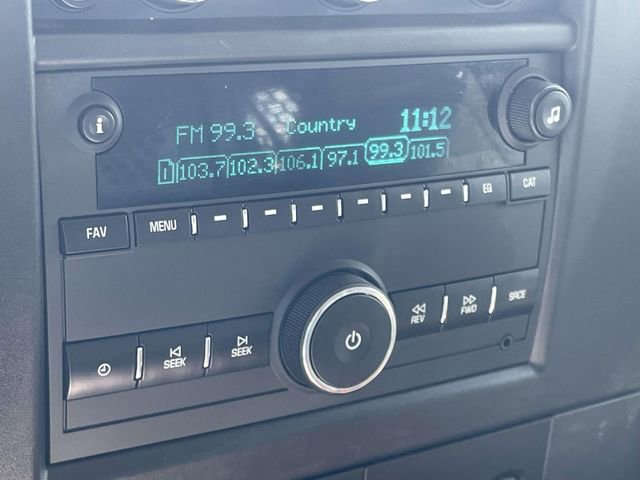 FM 99.3 Country 11:12
1 103.7 102.3 106.1 97.1 99.3 101.5
FAV MENU EQ CAT
REV FWD SRCE
SEEK SEEK